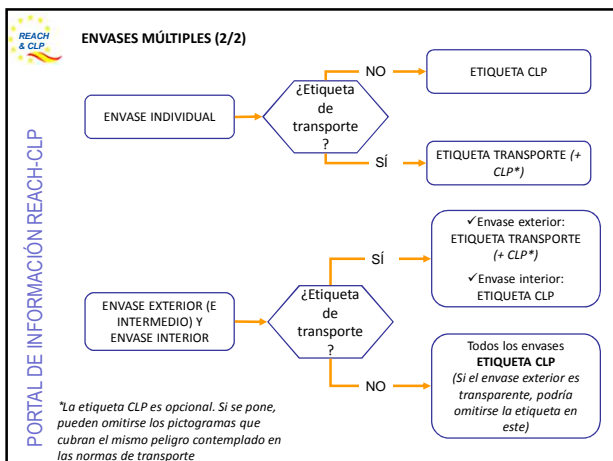 REACH
& CLP
ENVASES MÚLTIPLES (2/2)
PORTAL DE INFORMACIÓN REACH-CLP
ENVASE INDIVIDUAL
¿Etiqueta
de
transporte
?
NO
ETIQUETA CLP
SÍ
ETIQUETA TRANSPORTE (+
CLP*)
ENVASE EXTERIOR (E
INTERMEDIO) Y
ENVASE INTERIOR
¿Etiqueta
de
transporte
?
SÍ
✓Envase exterior:
ETIQUETA TRANSPORTE
(+ CLP*)
✓Envase interior:
ETIQUETA CLP
NO
Todos los envases
ETIQUETA CLP
(Si el envase exterior es
transparente, podría
omitirse la etiqueta en
este)
*La etiqueta CLP es opcional. Si se pone,
pueden omitirse los pictogramas que
cubran el mismo peligro contemplado en
las normas de transporte